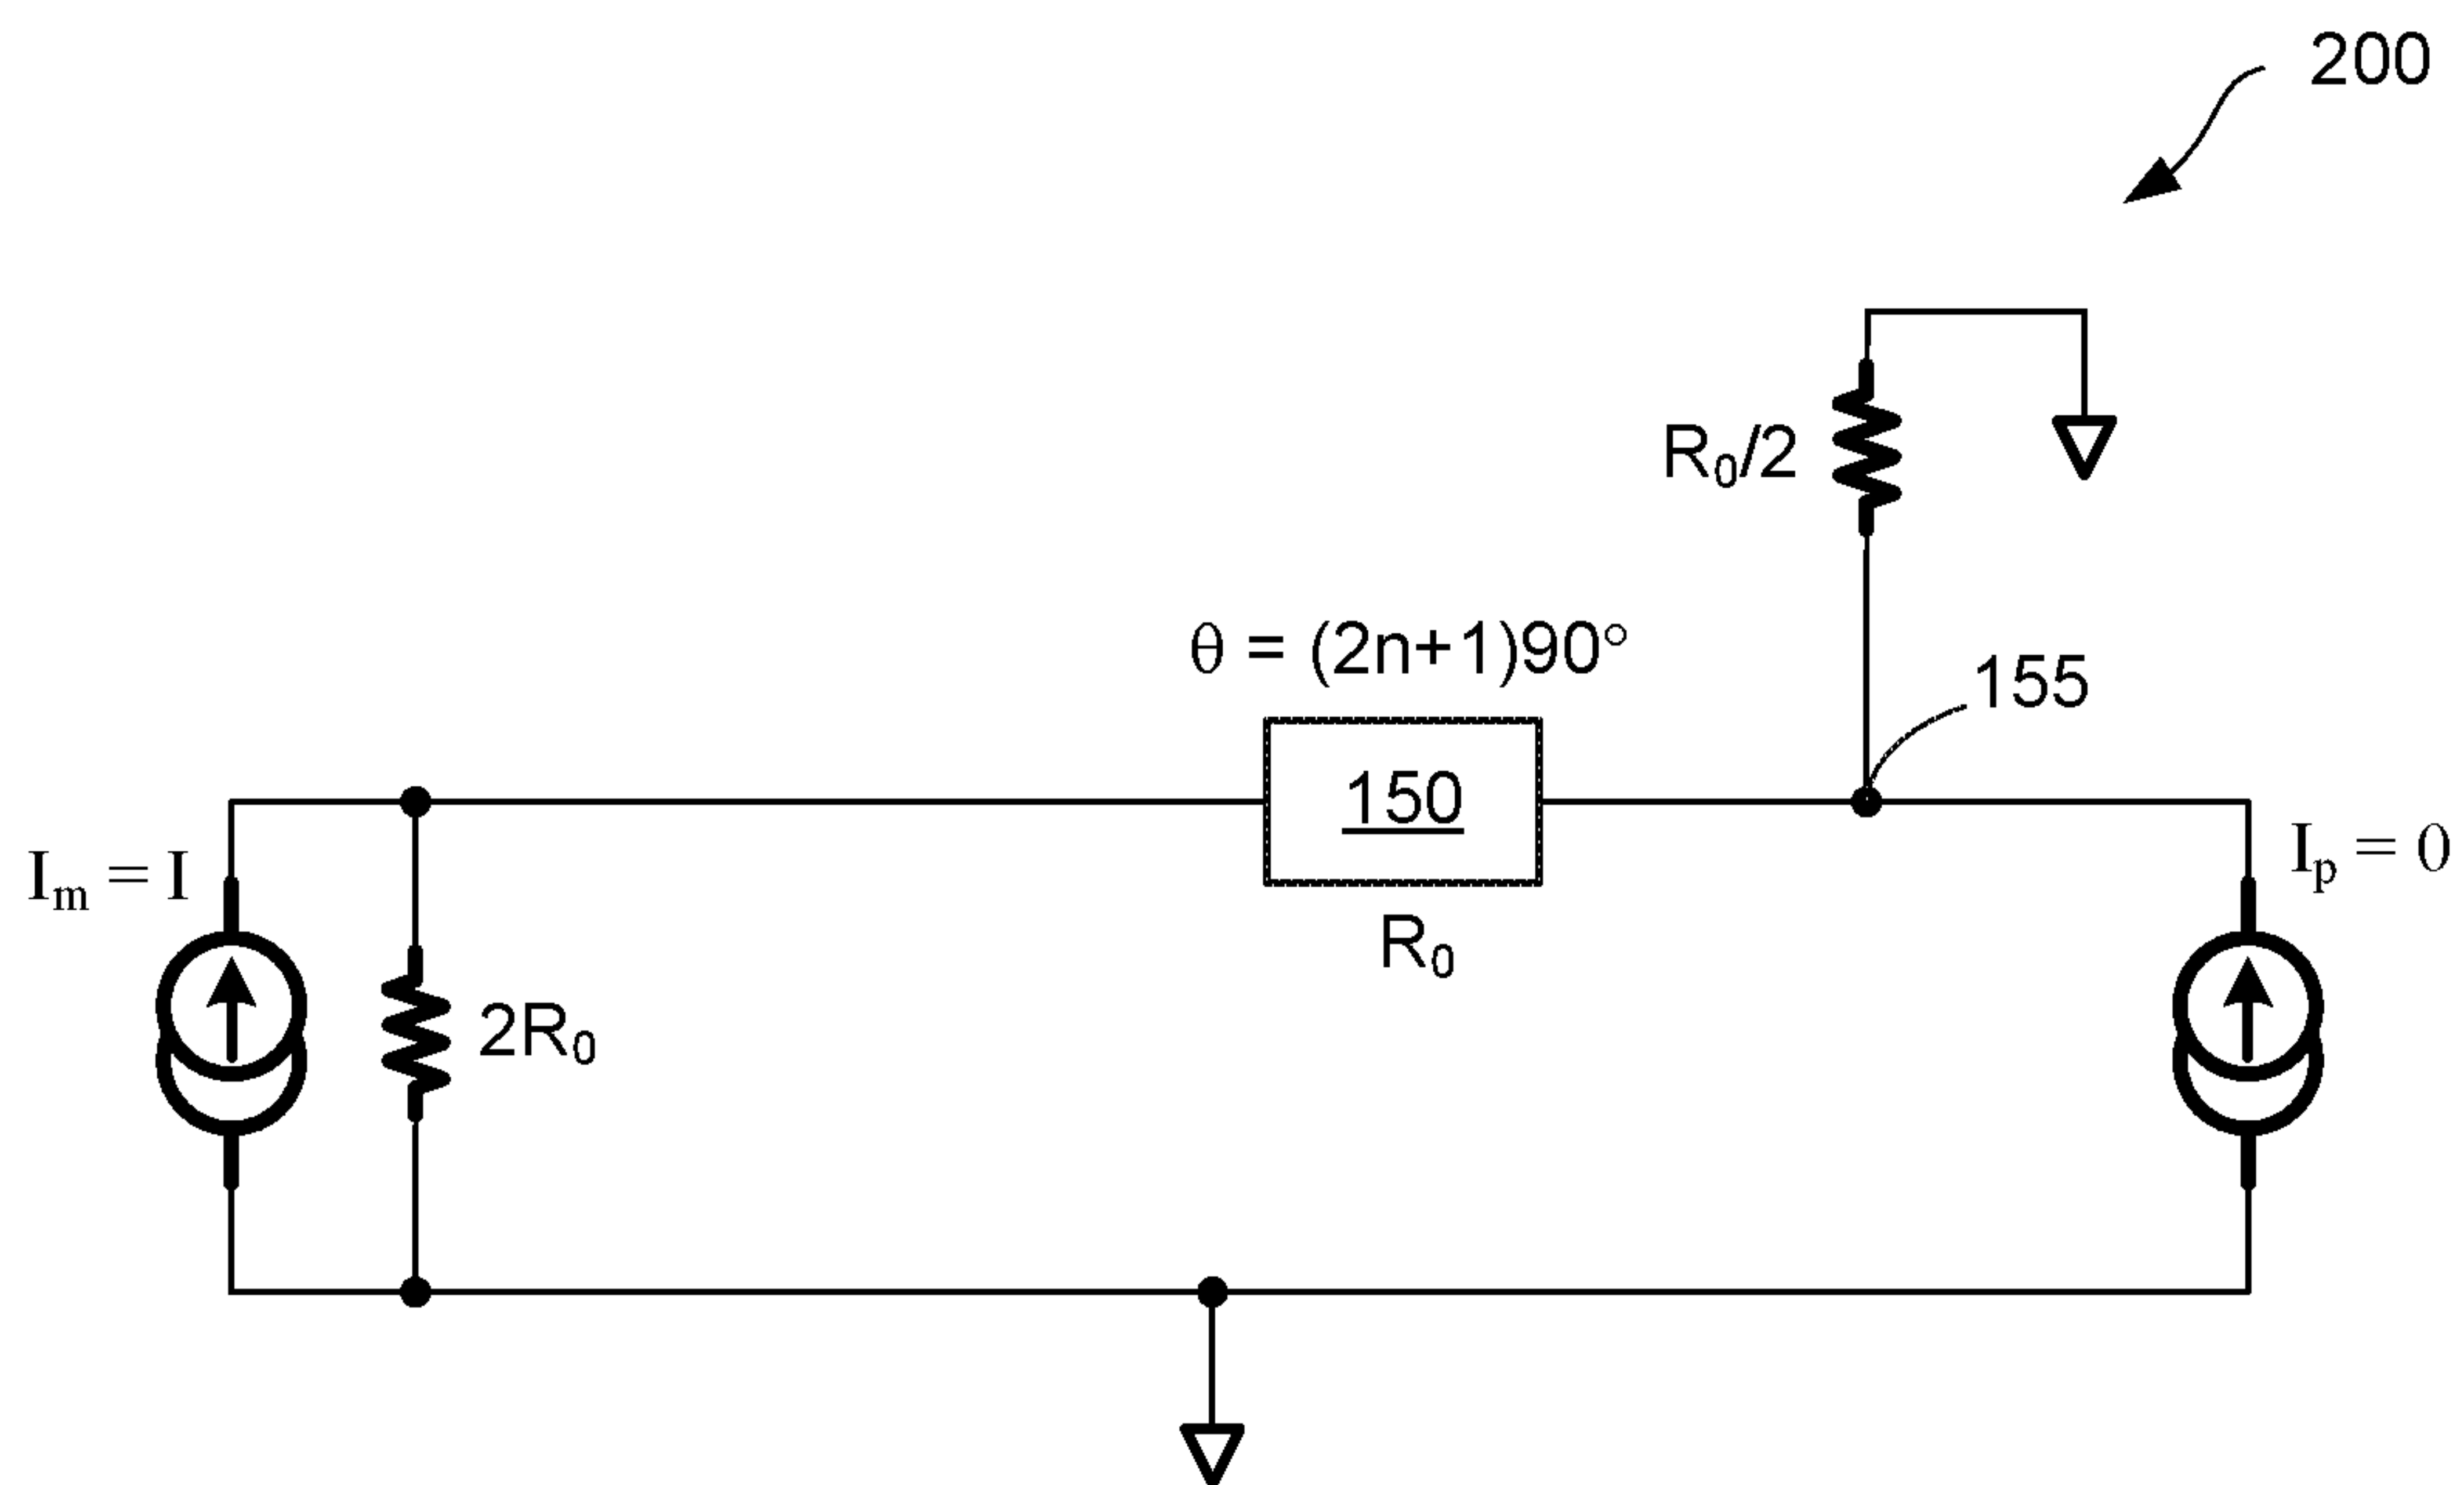 200
R₀/2
θ = (2n+1)90°
155
150
Iₘ = I
Iₚ = 0
R₀
2R₀